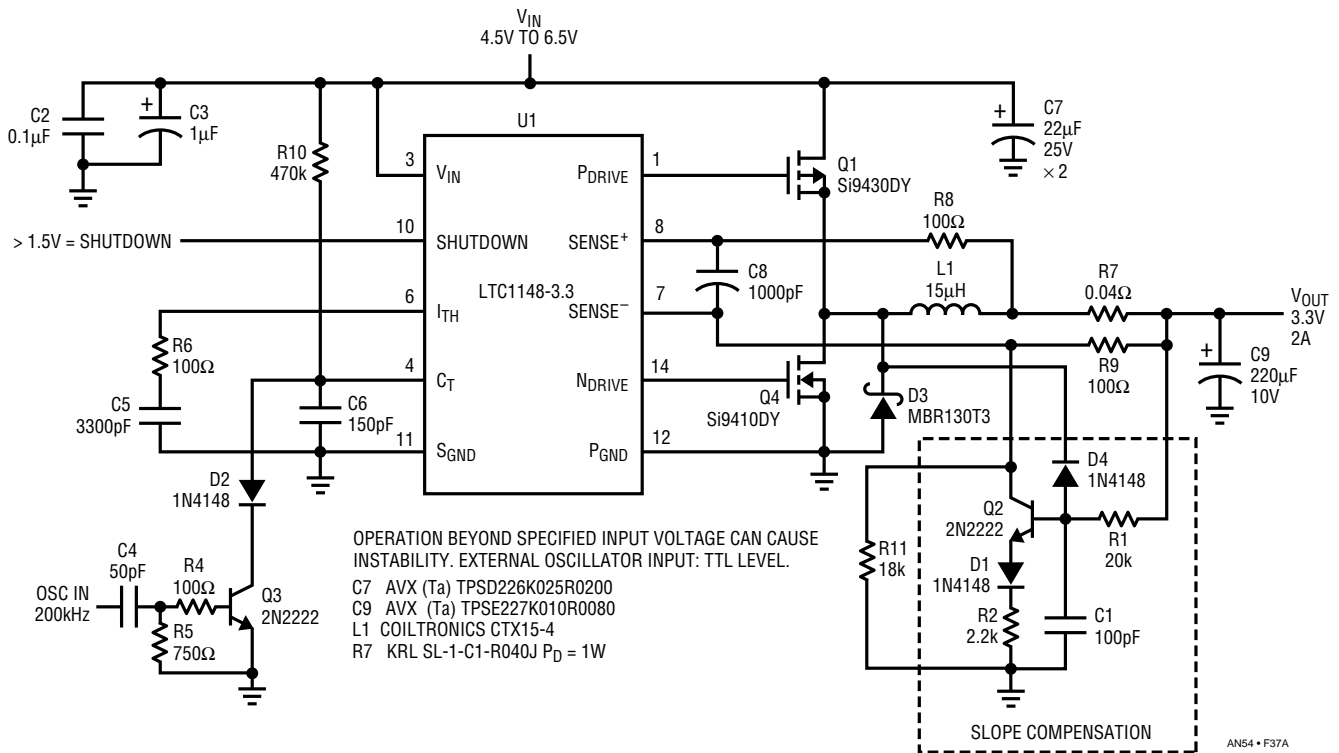 V_IN
4.5V TO 6.5V
C2
0.1µF
+
C3
1µF
R10
470k
U1
3
V_IN
P_DRIVE
1
Q1
Si9430DY
+
C7
22µF
25V
× 2
> 1.5V = SHUTDOWN
10
SHUTDOWN
SENSE+
8
R8
100Ω
LTC1148-3.3
C8
1000pF
L1
15µH
R7
0.04Ω
V_OUT
3.3V
2A
6
I_TH
SENSE−
7
R6
100Ω
R9
100Ω
+
C9
220µF
10V
C5
3300pF
4
C_T
N_DRIVE
14
Q4
Si9410DY
D3
MBR130T3
C6
150pF
11
S_GND
P_GND
12
D2
1N4148
D4
1N4148
Q2
2N2222
R1
20k
R11
18k
D1
1N4148
R2
2.2k
C1
100pF
SLOPE COMPENSATION
OSC IN
200kHz
C4
50pF
R4
100Ω
R5
750Ω
Q3
2N2222
OPERATION BEYOND SPECIFIED INPUT VOLTAGE CAN CAUSE
INSTABILITY. EXTERNAL OSCILLATOR INPUT: TTL LEVEL.
C7 AVX (Ta) TPSD226K025R0200
C9 AVX (Ta) TPSE227K010R0080
L1 COILTRONICS CTX15-4
R7 KRL SL-1-C1-R040J P_D = 1W
AN54 • F37A